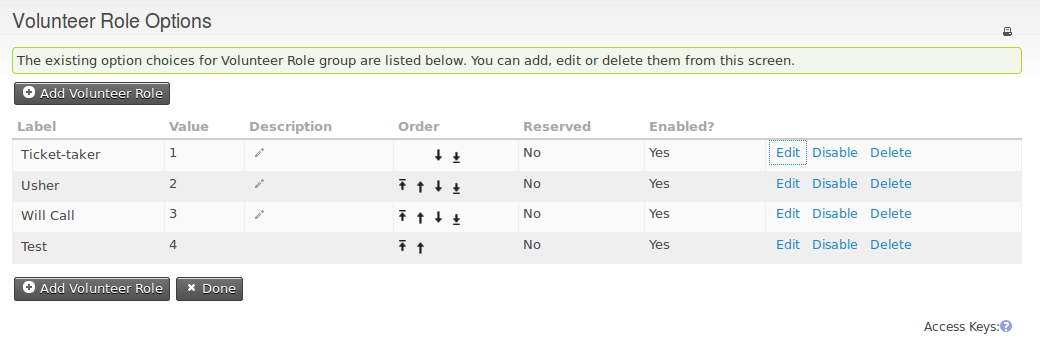 Volunteer Role Options
The existing option choices for Volunteer Role group are listed below. You can add, edit or delete them from this screen.
Add Volunteer Role
Label Value Description Order Reserved Enabled?
Ticket-taker 1 No Yes Edit Disable Delete
Usher 2 No Yes Edit Disable Delete
Will Call 3 No Yes Edit Disable Delete
Test 4 No Yes Edit Disable Delete
Add Volunteer Role Done
Access Keys:?